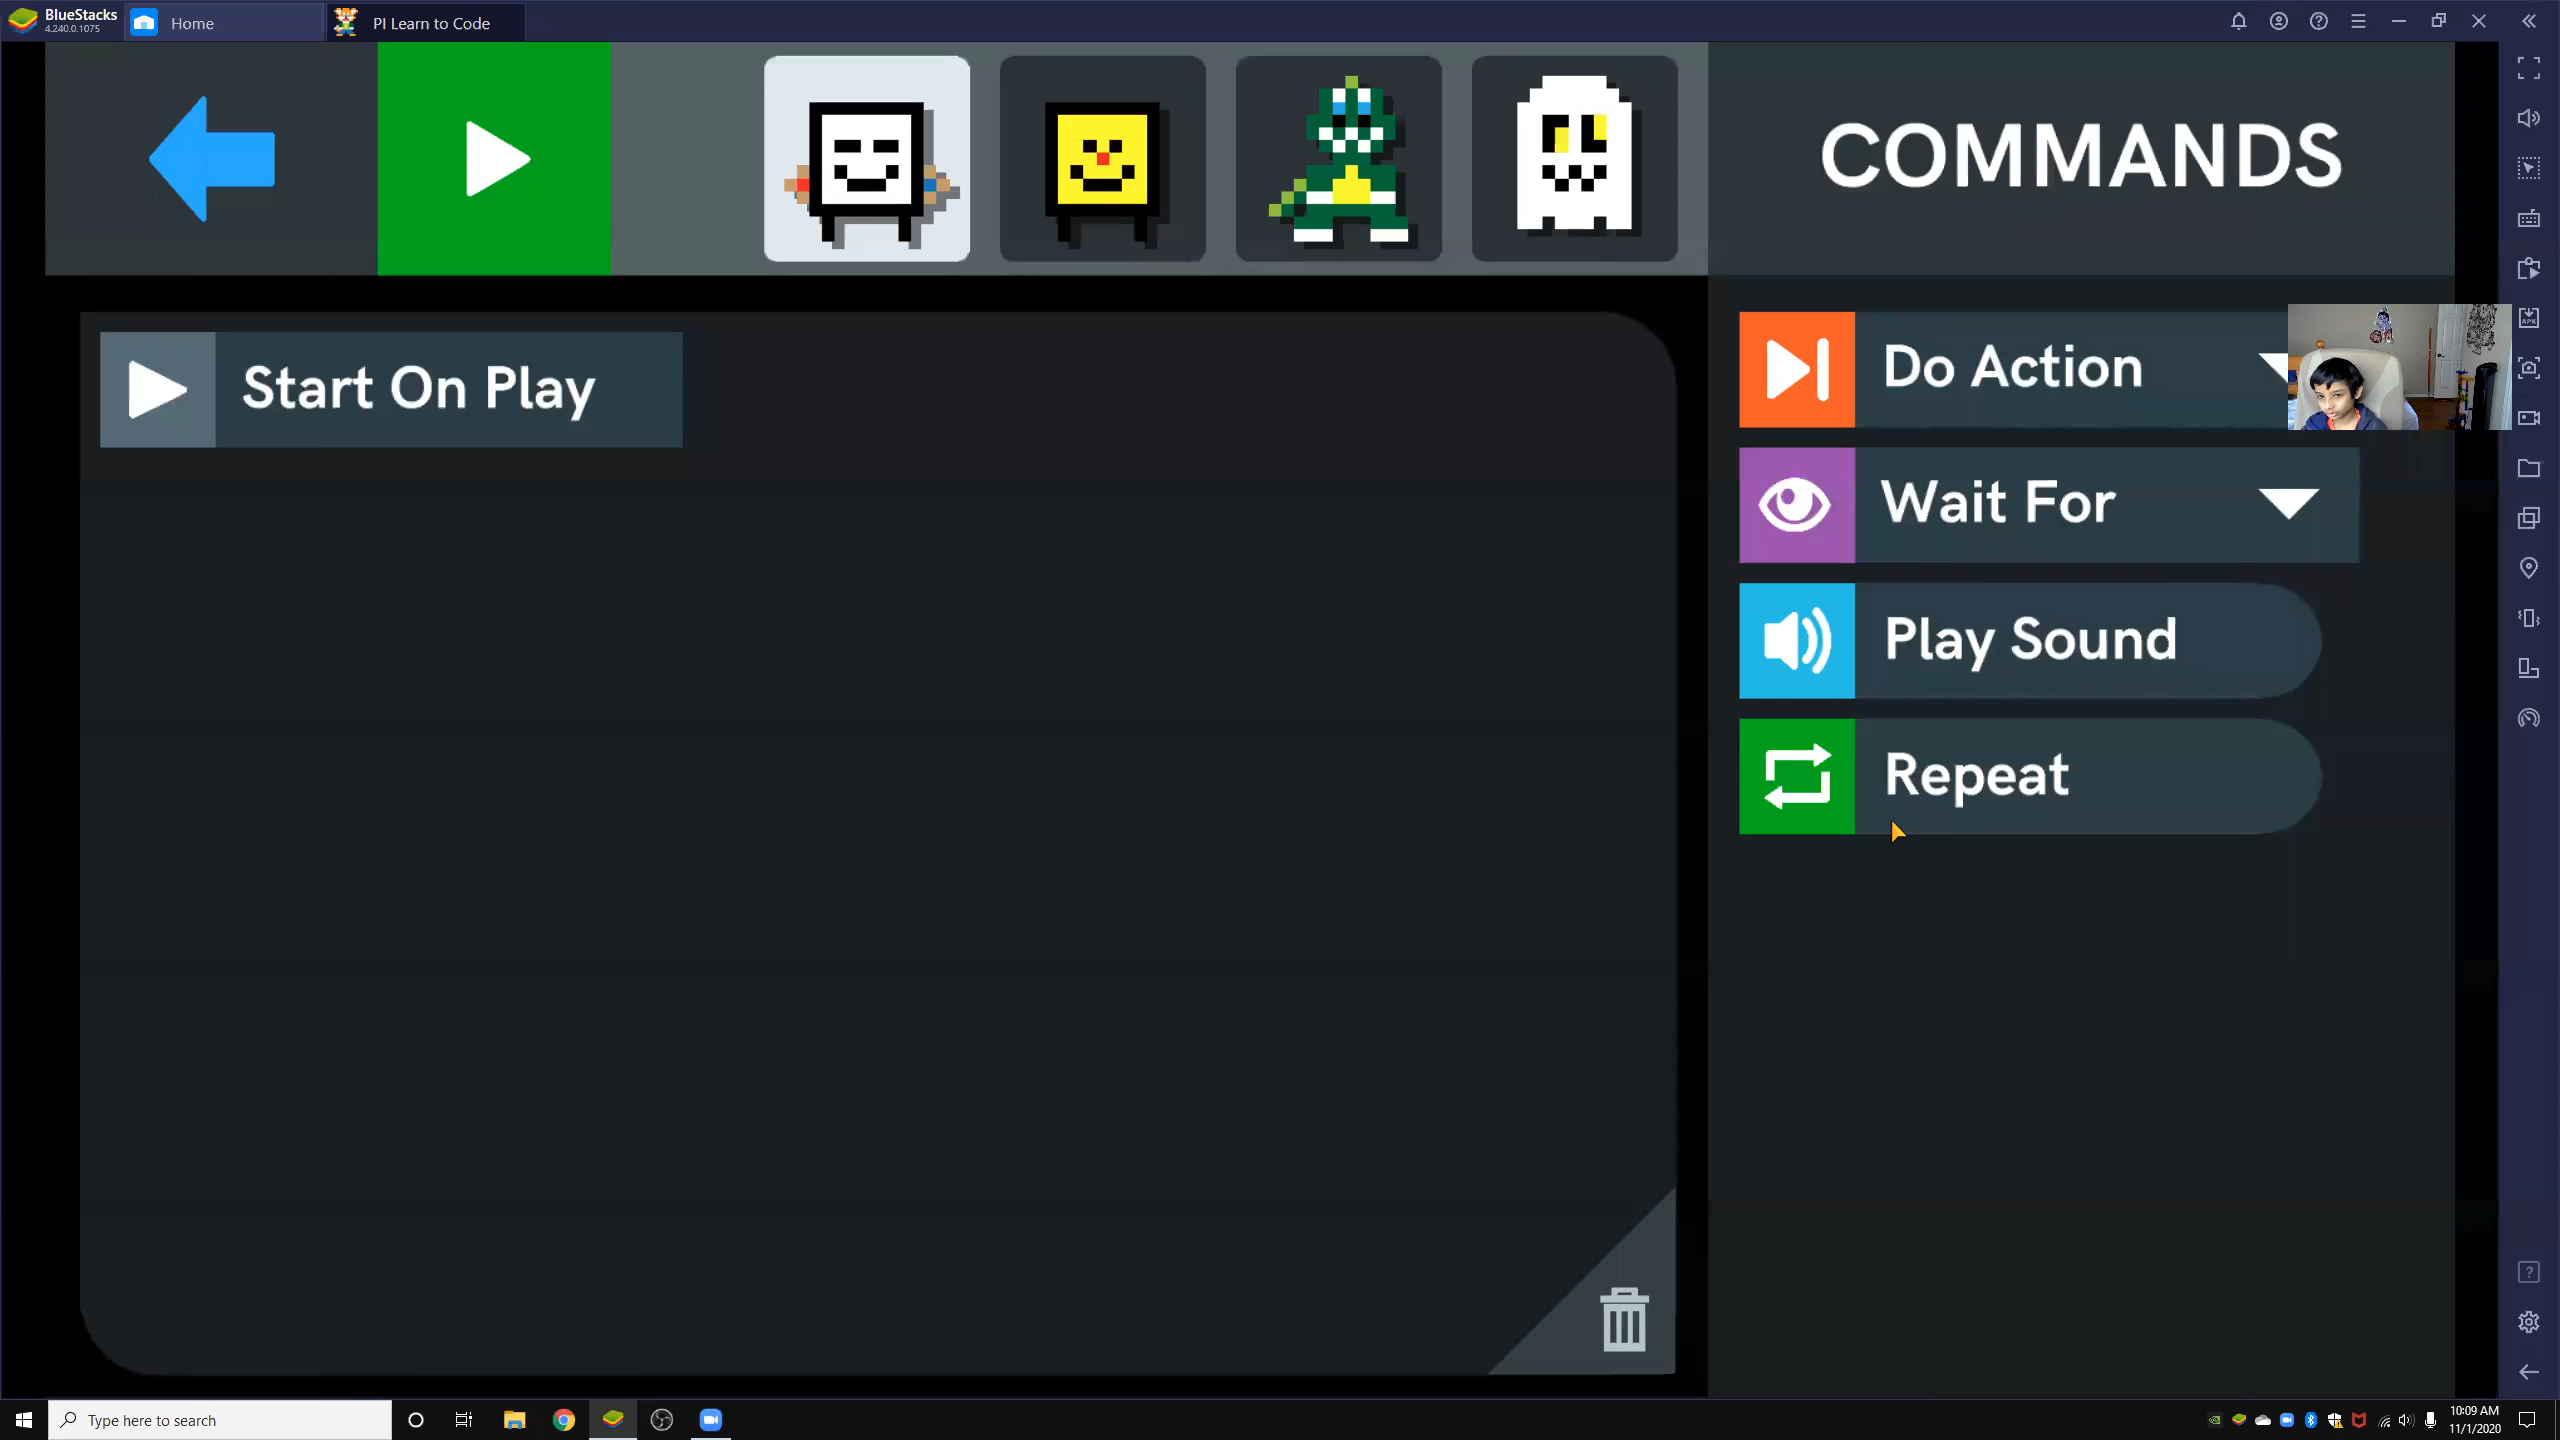 BlueStacks
4.240.0.1075
Home
PI Learn to Code
COMMANDS
Start On Play
Do Action
Wait For
Play Sound
Repeat
APK
Type here to search
10:09 AM
11/1/2020